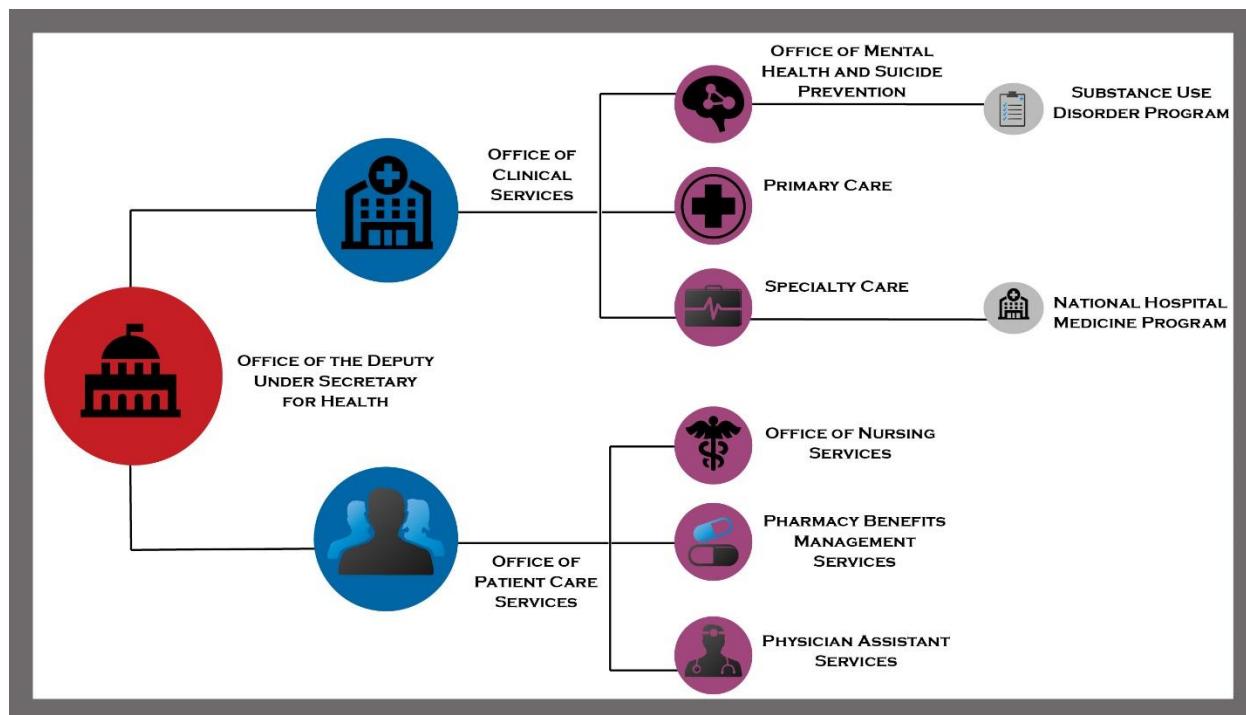 Office of Mental
Health and Suicide
Prevention
Substance Use
Disorder Program
Office of
Clinical
Services
Primary Care
Specialty Care
National Hospital
Medicine Program
Office of the Deputy
Under Secretary
for Health
Office of Nursing
Services
Pharmacy Benefits
Management
Services
Office of
Patient Care
Services
Physician Assistant
Services